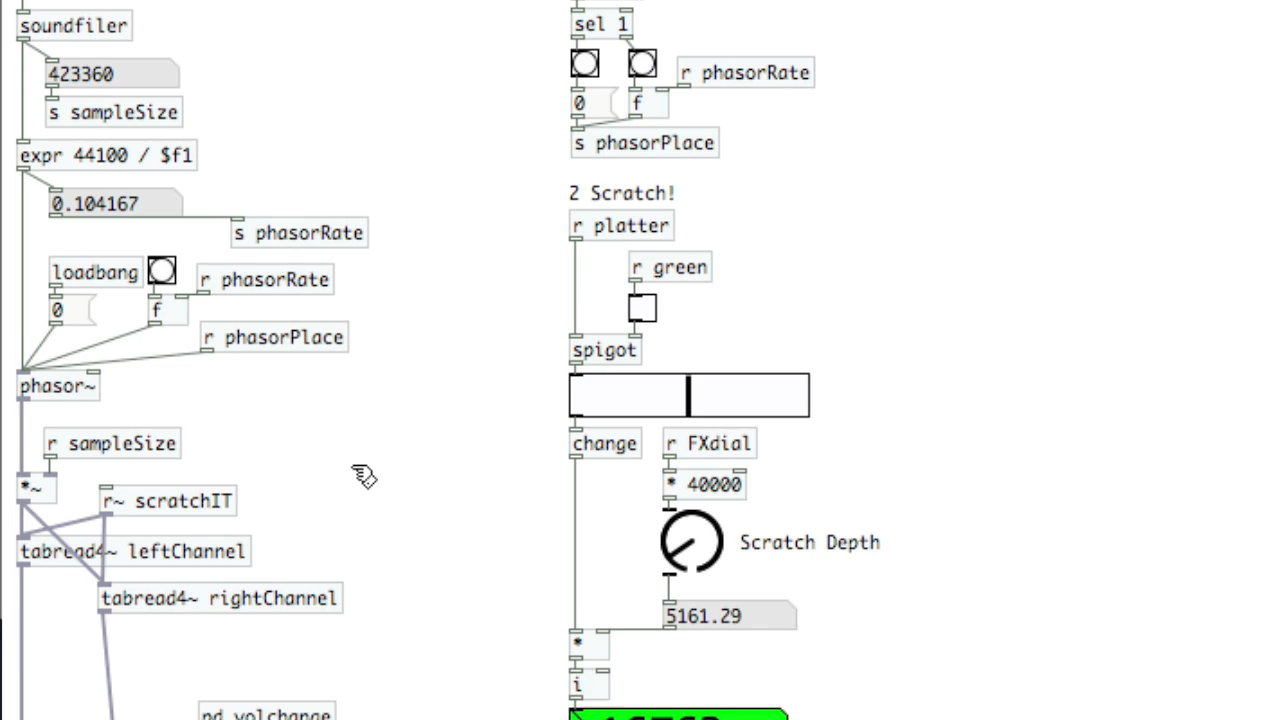 soundfiler
423360
s sampleSize
expr 44100 / $f1
0.104167
s phasorRate
loadbang
r phasorRate
0
f
r phasorPlace
phasor~
r sampleSize
*~
r~ scratchIT
tabread4~ leftChannel
tabread4~ rightChannel
pd volchange
sel 1
r phasorRate
0
f
s phasorPlace
2 Scratch!
r platter
r green
spigot
change
r FXdial
* 40000
Scratch Depth
5161.29
*
i